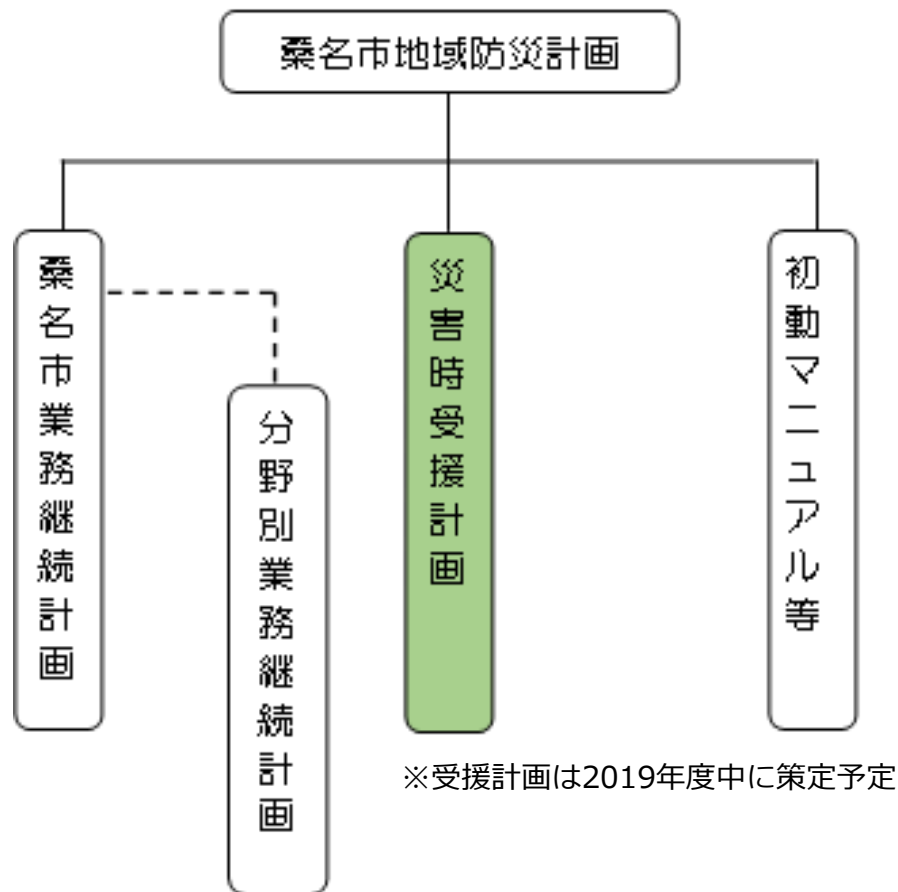 桑名市地域防災計画
桑名市業務継続計画
分野別業務継続計画
災害時受援計画
初動マニュアル等
※受援計画は2019年度中に策定予定